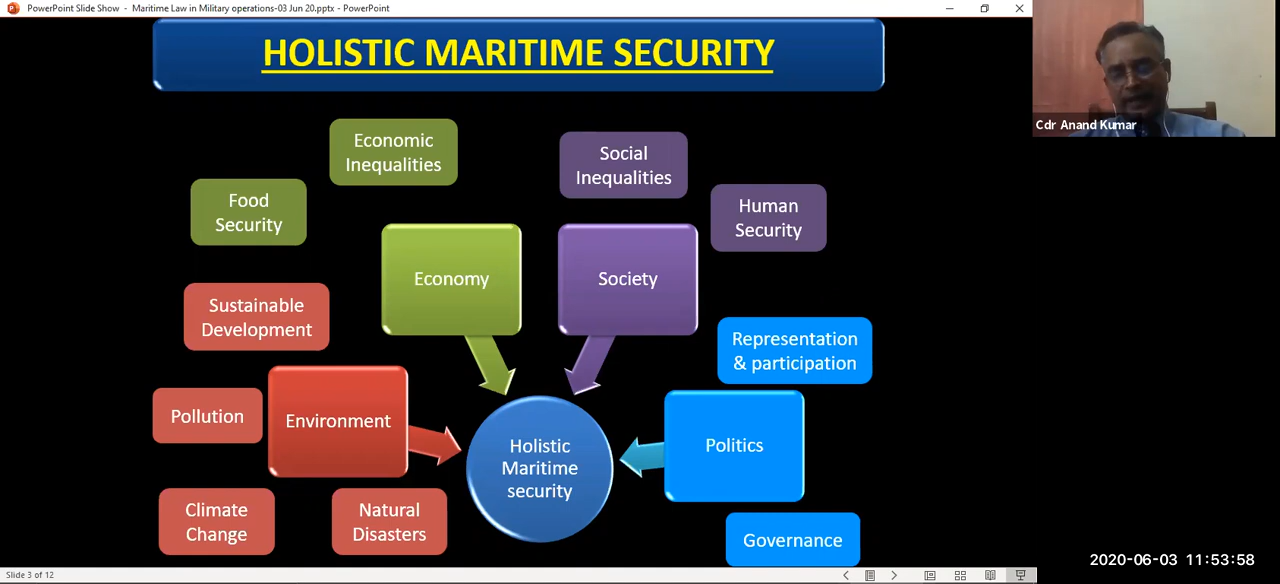 PowerPoint Slide Show - Maritime Law in Military operations-03 Jun 20.pptx - PowerPoint
HOLISTIC MARITIME SECURITY
Cdr Anand Kumar
Economic
Inequalities
Social
Inequalities
Food
Security
Human
Security
Economy
Society
Sustainable
Development
Representation
& participation
Pollution
Environment
Holistic
Maritime
security
Politics
Climate
Change
Natural
Disasters
Governance
2020-06-03 11:53:58
Slide 3 of 12